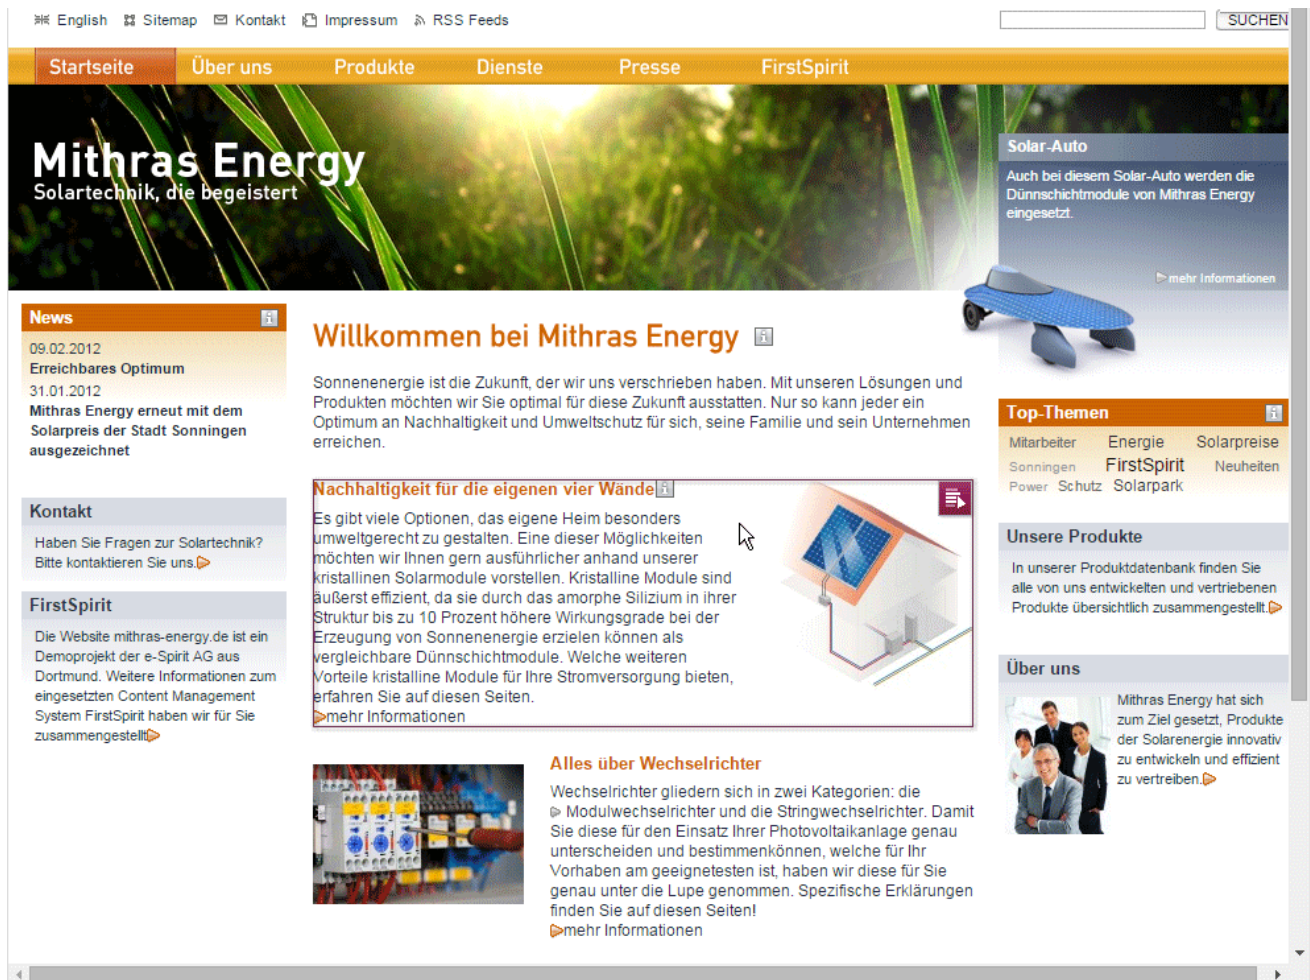 English Sitemap Kontakt Impressum RSS Feeds
SUCHEN
Startseite Über uns Produkte Dienste Presse FirstSpirit
Mithras Energy
Solartechnik, die begeistert
Solar-Auto
Auch bei diesem Solar-Auto werden die
Dünnschichtmodule von Mithras Energy
eingesetzt.
mehr Informationen
News
09.02.2012
Erreichbares Optimum
31.01.2012
Mithras Energy erneut mit dem
Solarpreis der Stadt Sonningen
ausgezeichnet
Kontakt
Haben Sie Fragen zur Solartechnik?
Bitte kontaktieren Sie uns.
FirstSpirit
Die Website mithras-energy.de ist ein
Demoprojekt der e-Spirit AG aus
Dortmund. Weitere Informationen zum
eingesetzten Content Management
System FirstSpirit haben wir für Sie
zusammengestellt
Willkommen bei Mithras Energy
Sonnenenergie ist die Zukunft, der wir uns verschrieben haben. Mit unseren Lösungen und
Produkten möchten wir Sie optimal für diese Zukunft ausstatten. Nur so kann jeder ein
Optimum an Nachhaltigkeit und Umweltschutz für sich, seine Familie und sein Unternehmen
erreichen.
Nachhaltigkeit für die eigenen vier Wände
Es gibt viele Optionen, das eigene Heim besonders
umweltgerecht zu gestalten. Eine dieser Möglichkeiten
möchten wir Ihnen gern ausführlicher anhand unserer
kristallinen Solarmodule vorstellen. Kristalline Module sind
äußerst effizient, da sie durch das amorphe Silizium in ihrer
Struktur bis zu 10 Prozent höhere Wirkungsgrade bei der
Erzeugung von Sonnenenergie erzielen können als
vergleichbare Dünnschichtmodule. Welche weiteren
Vorteile kristalline Module für Ihre Stromversorgung bieten,
erfahren Sie auf diesen Seiten.
mehr Informationen
Alles über Wechselrichter
Wechselrichter gliedern sich in zwei Kategorien: die
Modulwechselrichter und die Stringwechselrichter. Damit
Sie diese für den Einsatz Ihrer Photovoltaikanlage genau
unterscheiden und bestimmenkönnen, welche für Ihr
Vorhaben am geeignetesten ist, haben wir diese für Sie
genau unter die Lupe genommen. Spezifische Erklärungen
finden Sie auf diesen Seiten!
mehr Informationen
Top-Themen
Mitarbeiter Energie Solarpreise
Sonningen FirstSpirit Neuheiten
Power Schutz Solarpark
Unsere Produkte
In unserer Produktdatenbank finden Sie
alle von uns entwickelten und vertriebenen
Produkte übersichtlich zusammengestellt.
Über uns
Mithras Energy hat sich
zum Ziel gesetzt, Produkte
der Solarenergie innovativ
zu entwickeln und effizient
zu vertreiben.